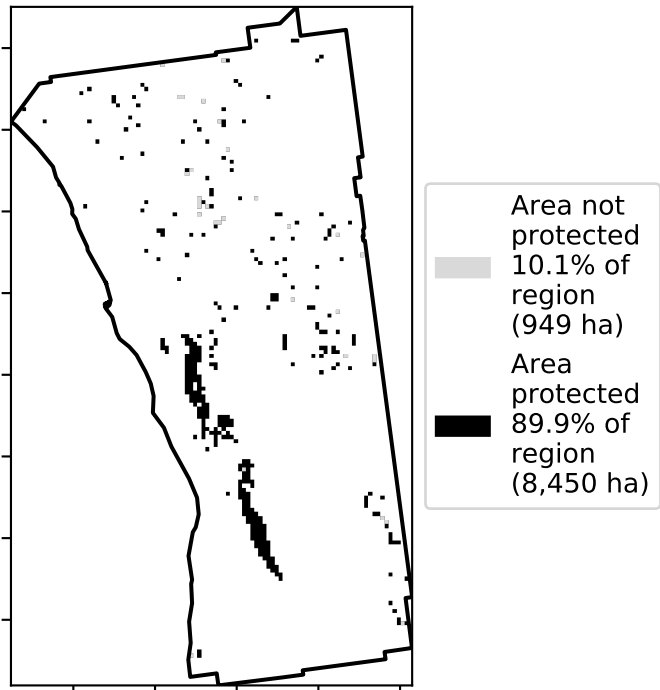 Area not
protected
10.1% of
region
(949 ha)
Area
protected
89.9% of
region
(8,450 ha)